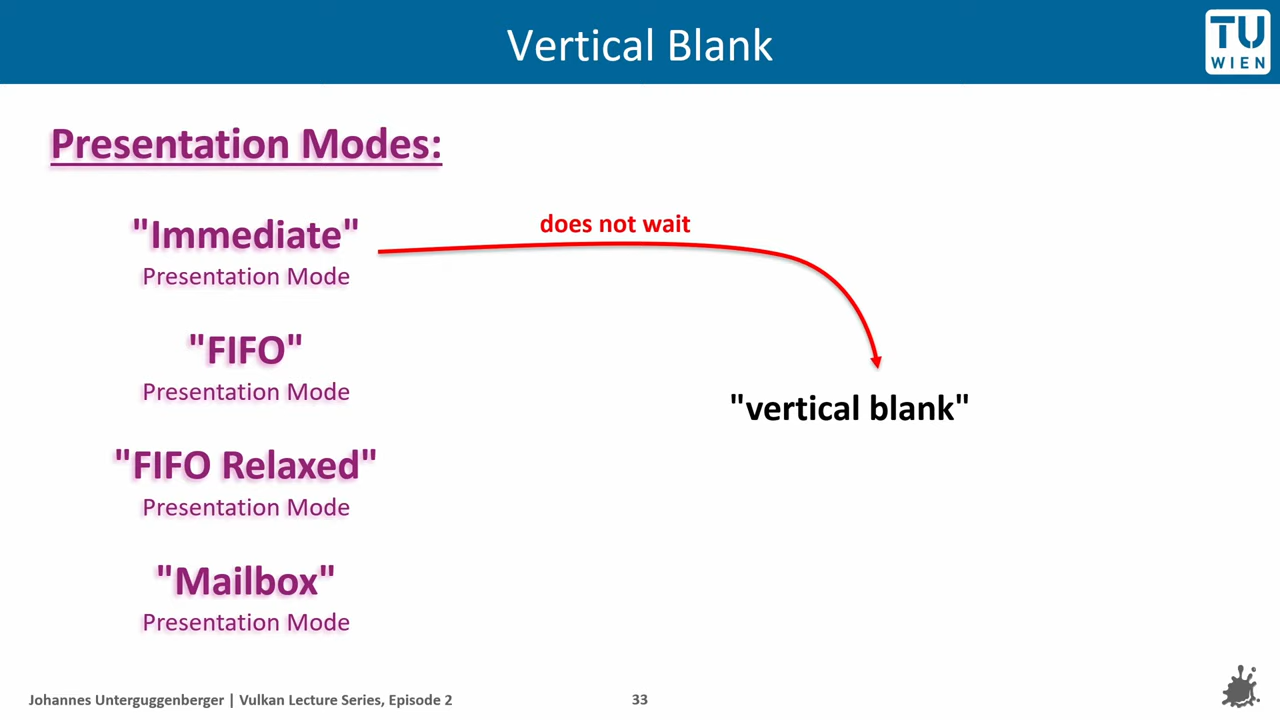 Vertical Blank
TU
WIEN
Presentation Modes:
"Immediate"
Presentation Mode
does not wait
"FIFO"
Presentation Mode
"vertical blank"
"FIFO Relaxed"
Presentation Mode
"Mailbox"
Presentation Mode
Johannes Unterguggenberger | Vulkan Lecture Series, Episode 2
33